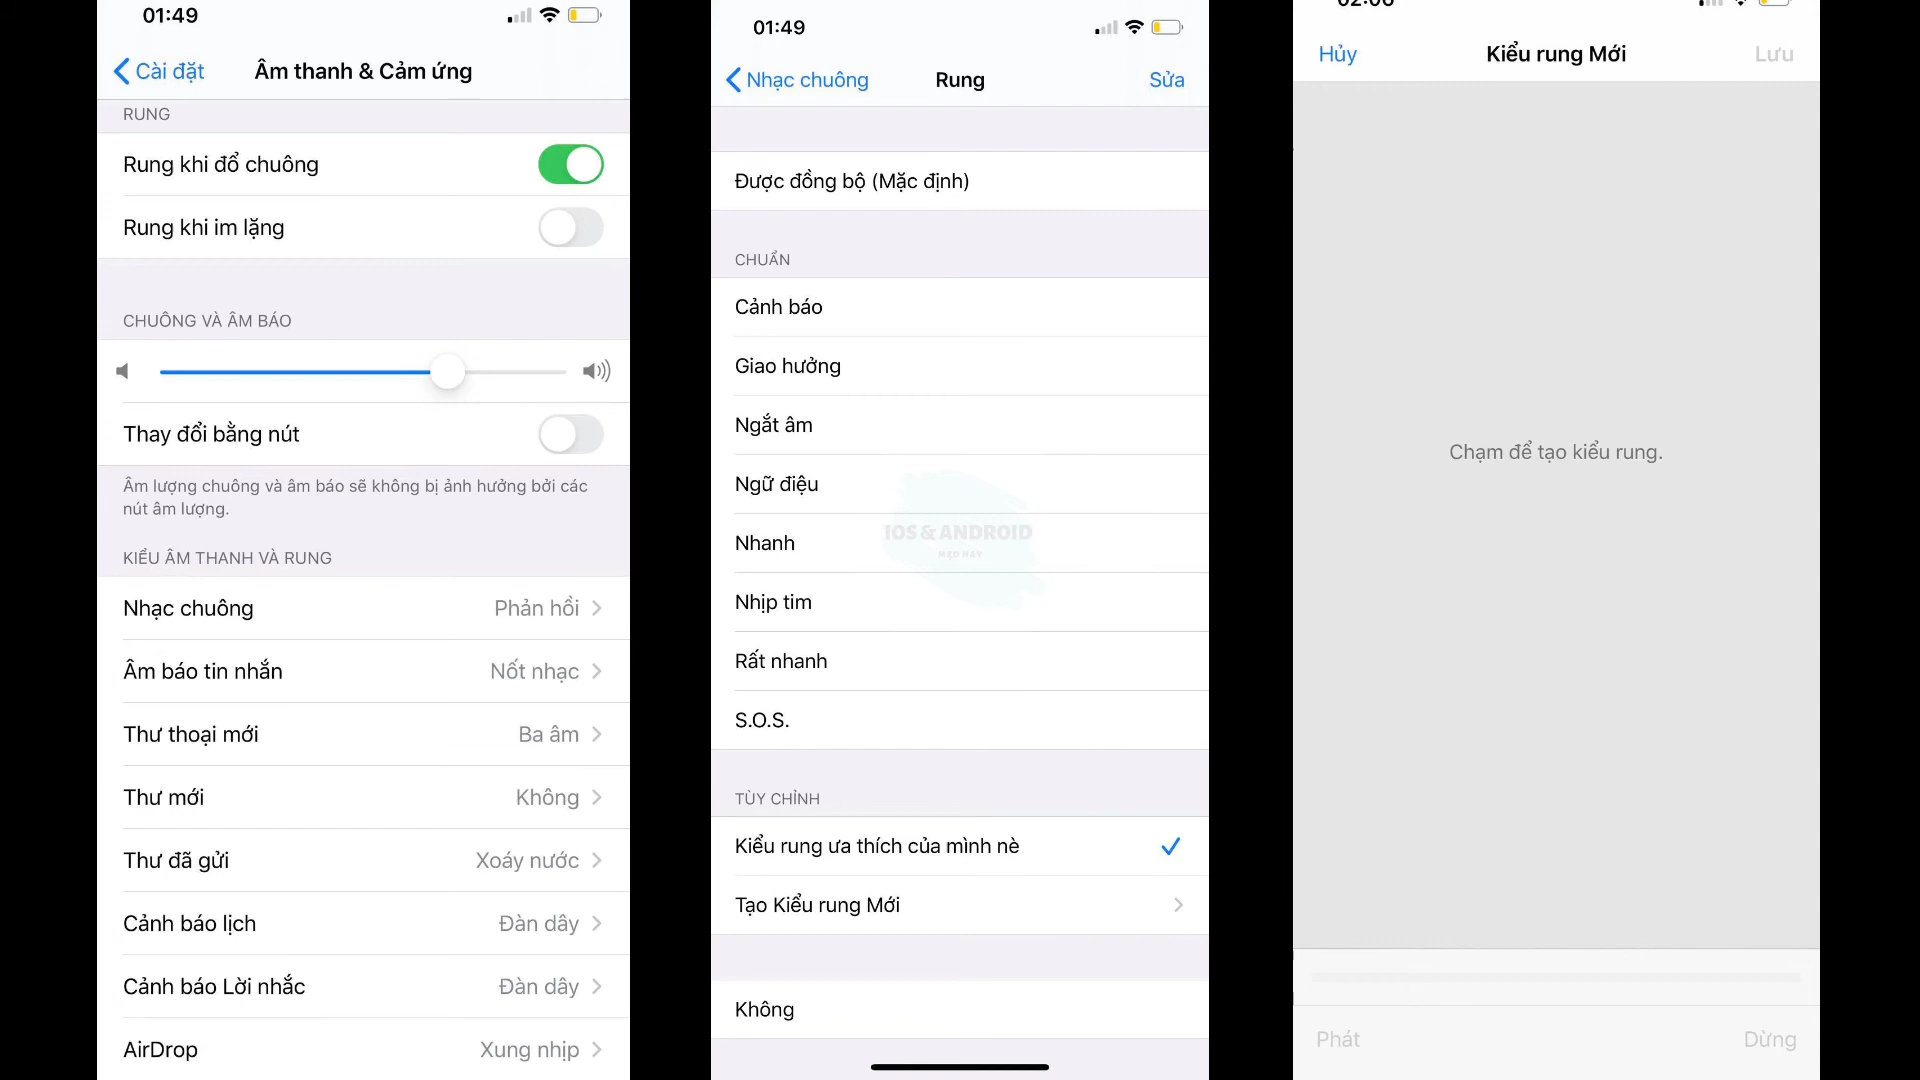 01:49
Cài đặt
Âm thanh & Cảm ứng
RUNG
Rung khi đổ chuông
Rung khi im lặng
CHUÔNG VÀ ÂM BÁO
Thay đổi bằng nút
Âm lượng chuông và âm báo sẽ không bị ảnh hưởng bởi các
nút âm lượng.
KIỂU ÂM THANH VÀ RUNG
Nhạc chuông Phản hồi
Âm báo tin nhắn Nốt nhạc
Thư thoại mới Ba âm
Thư mới Không
Thư đã gửi Xoáy nước
Cảnh báo lịch Đàn dây
Cảnh báo Lời nhắc Đàn dây
AirDrop Xung nhịp
01:49
Nhạc chuông
Rung
Sửa
Được đồng bộ (Mặc định)
CHUẨN
Cảnh báo
Giao hưởng
Ngắt âm
Ngữ điệu
IOS & ANDROID
MẸO HAY
Nhanh
Nhịp tim
Rất nhanh
S.O.S.
TÙY CHỈNH
Kiểu rung ưa thích của mình nè
Tạo Kiểu rung Mới
Không
02:06
Hủy
Kiểu rung Mới
Lưu
Chạm để tạo kiểu rung.
Phát
Dừng